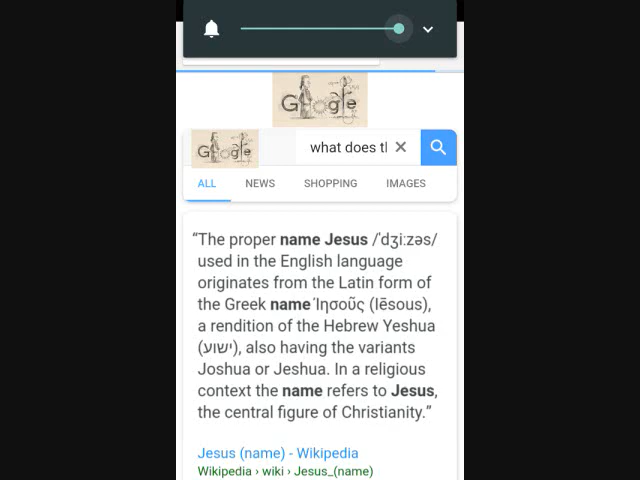 Google
Google
what does tl
ALL NEWS SHOPPING IMAGES
“The proper name Jesus /ˈdʒiːzəs/
used in the English language
originates from the Latin form of
the Greek name Ἰησοῦς (Iēsous),
a rendition of the Hebrew Yeshua
(ישוע), also having the variants
Joshua or Jeshua. In a religious
context the name refers to Jesus,
the central figure of Christianity.”
Jesus (name) - Wikipedia
Wikipedia › wiki › Jesus_(name)